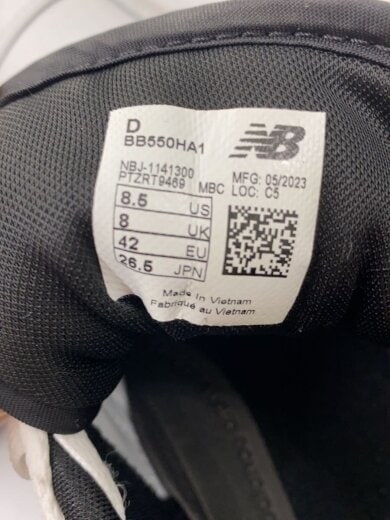 D
BB550HA1
NB
NBJ-1141300
PTZRT9469 MBC
MFG: 05/2023
LOC: C5
8.5 US
8 UK
42 EU
26.5 JPN
Made In Vietnam
Fabriqué au Vietnam